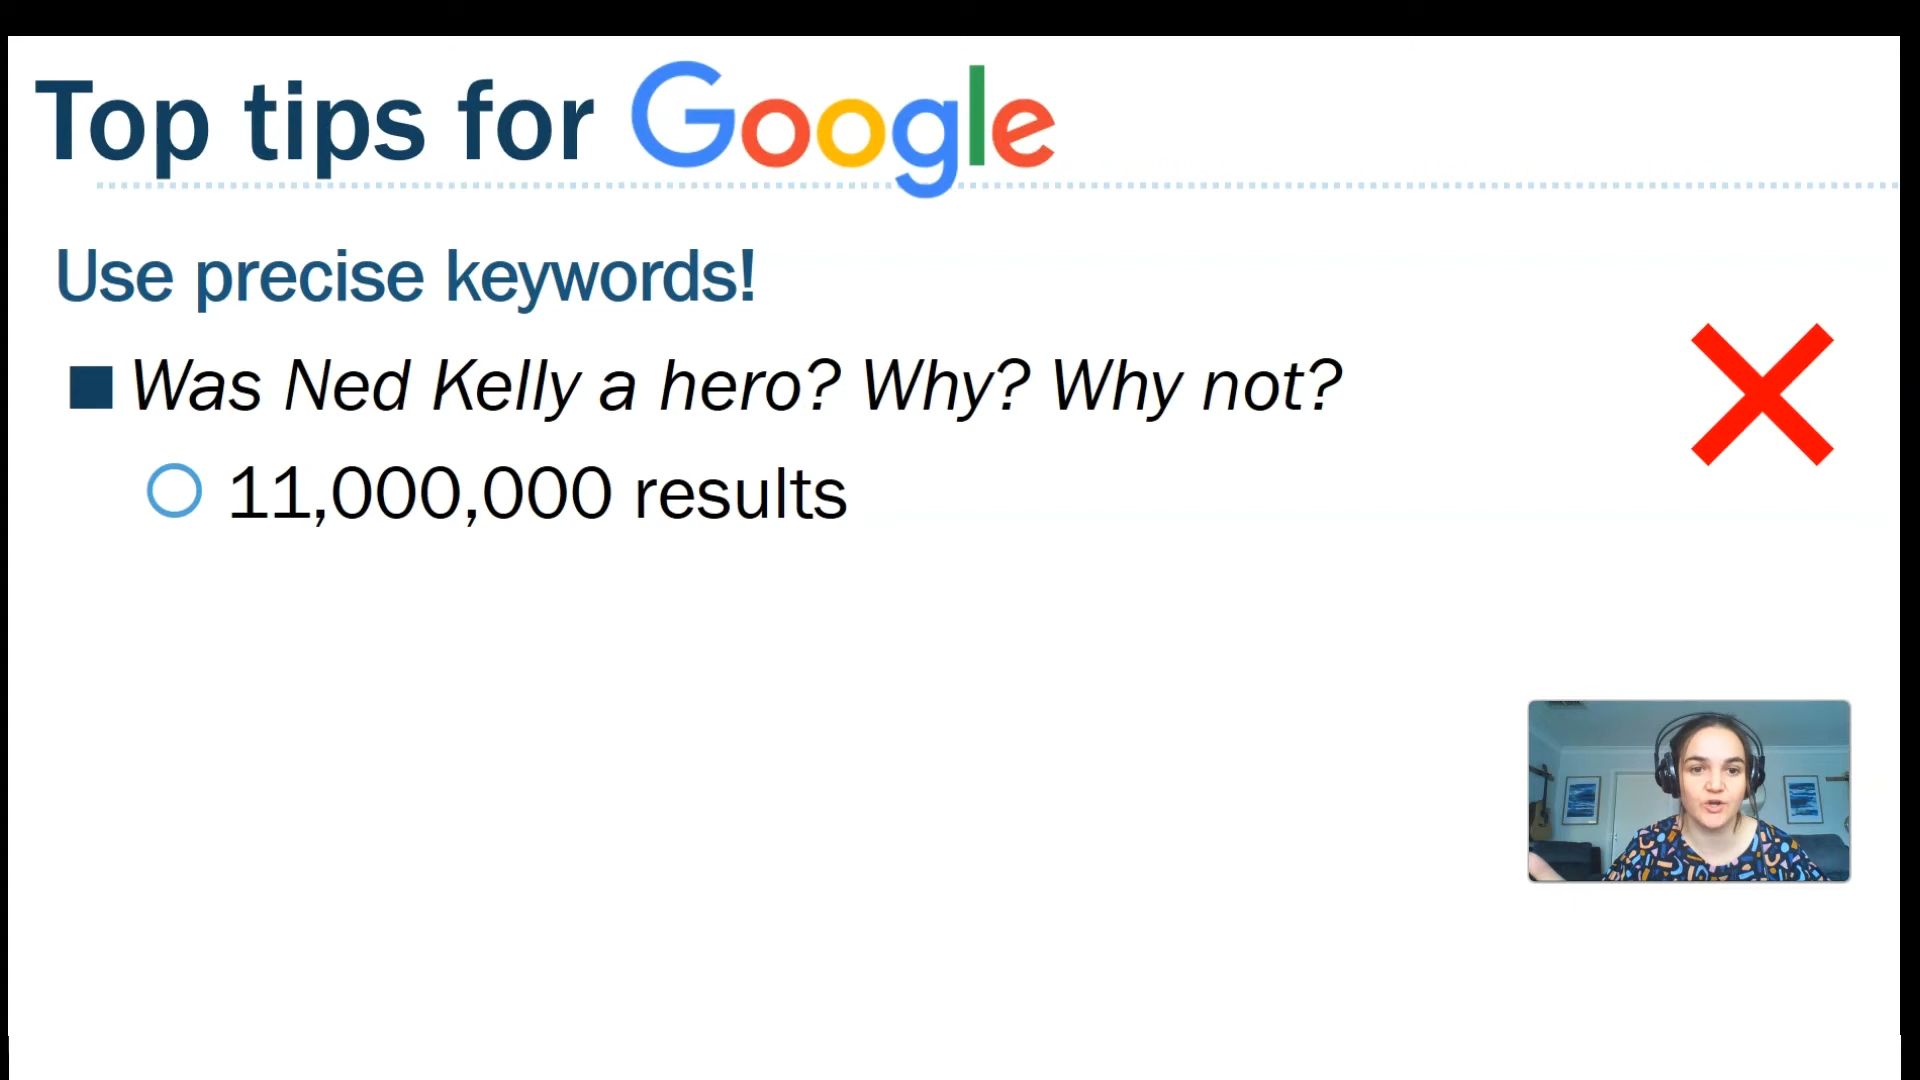 Top tips for Google
Use precise keywords!
Was Ned Kelly a hero? Why? Why not?
11,000,000 results